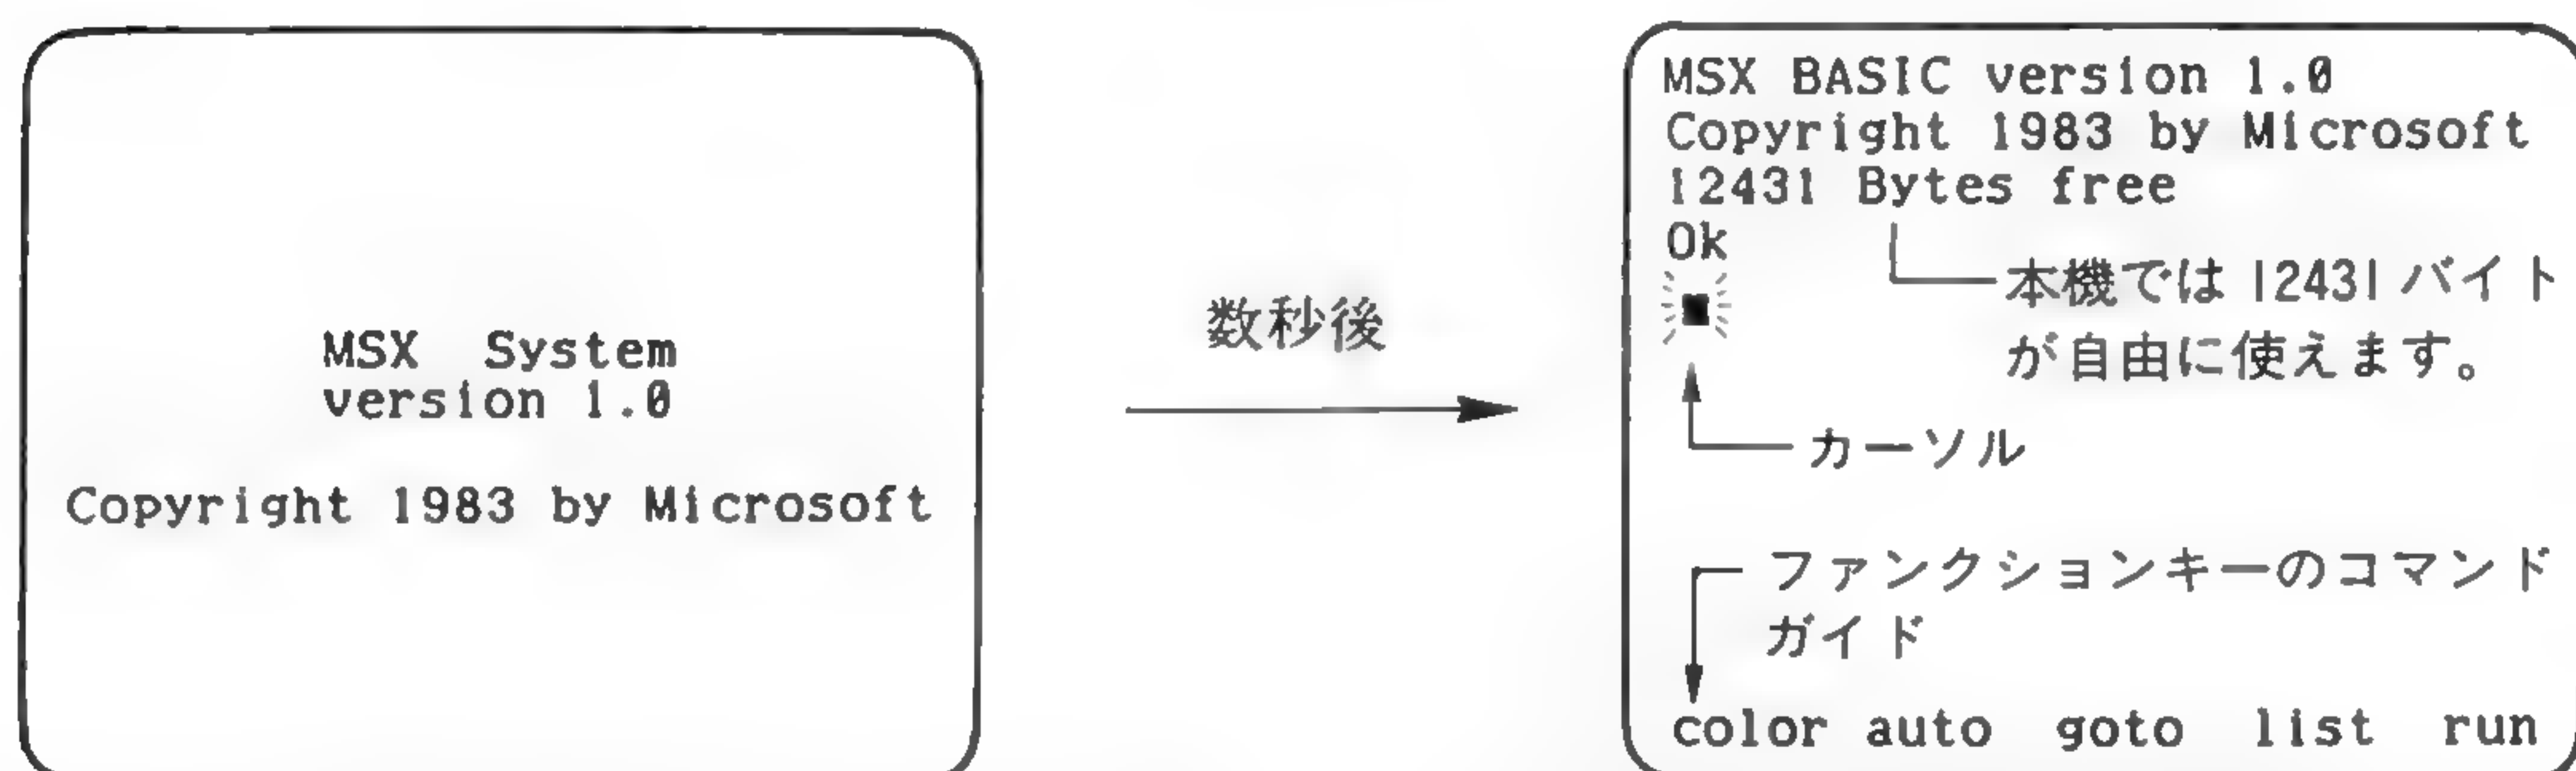 MSX System
version 1.0
Copyright 1983 by Microsoft
数秒後
MSX BASIC version 1.0
Copyright 1983 by Microsoft
12431 Bytes free
Ok
本機では12431バイト
が自由に使えます。
カーソル
ファンクションキーのコマンド
ガイド
color auto goto list run